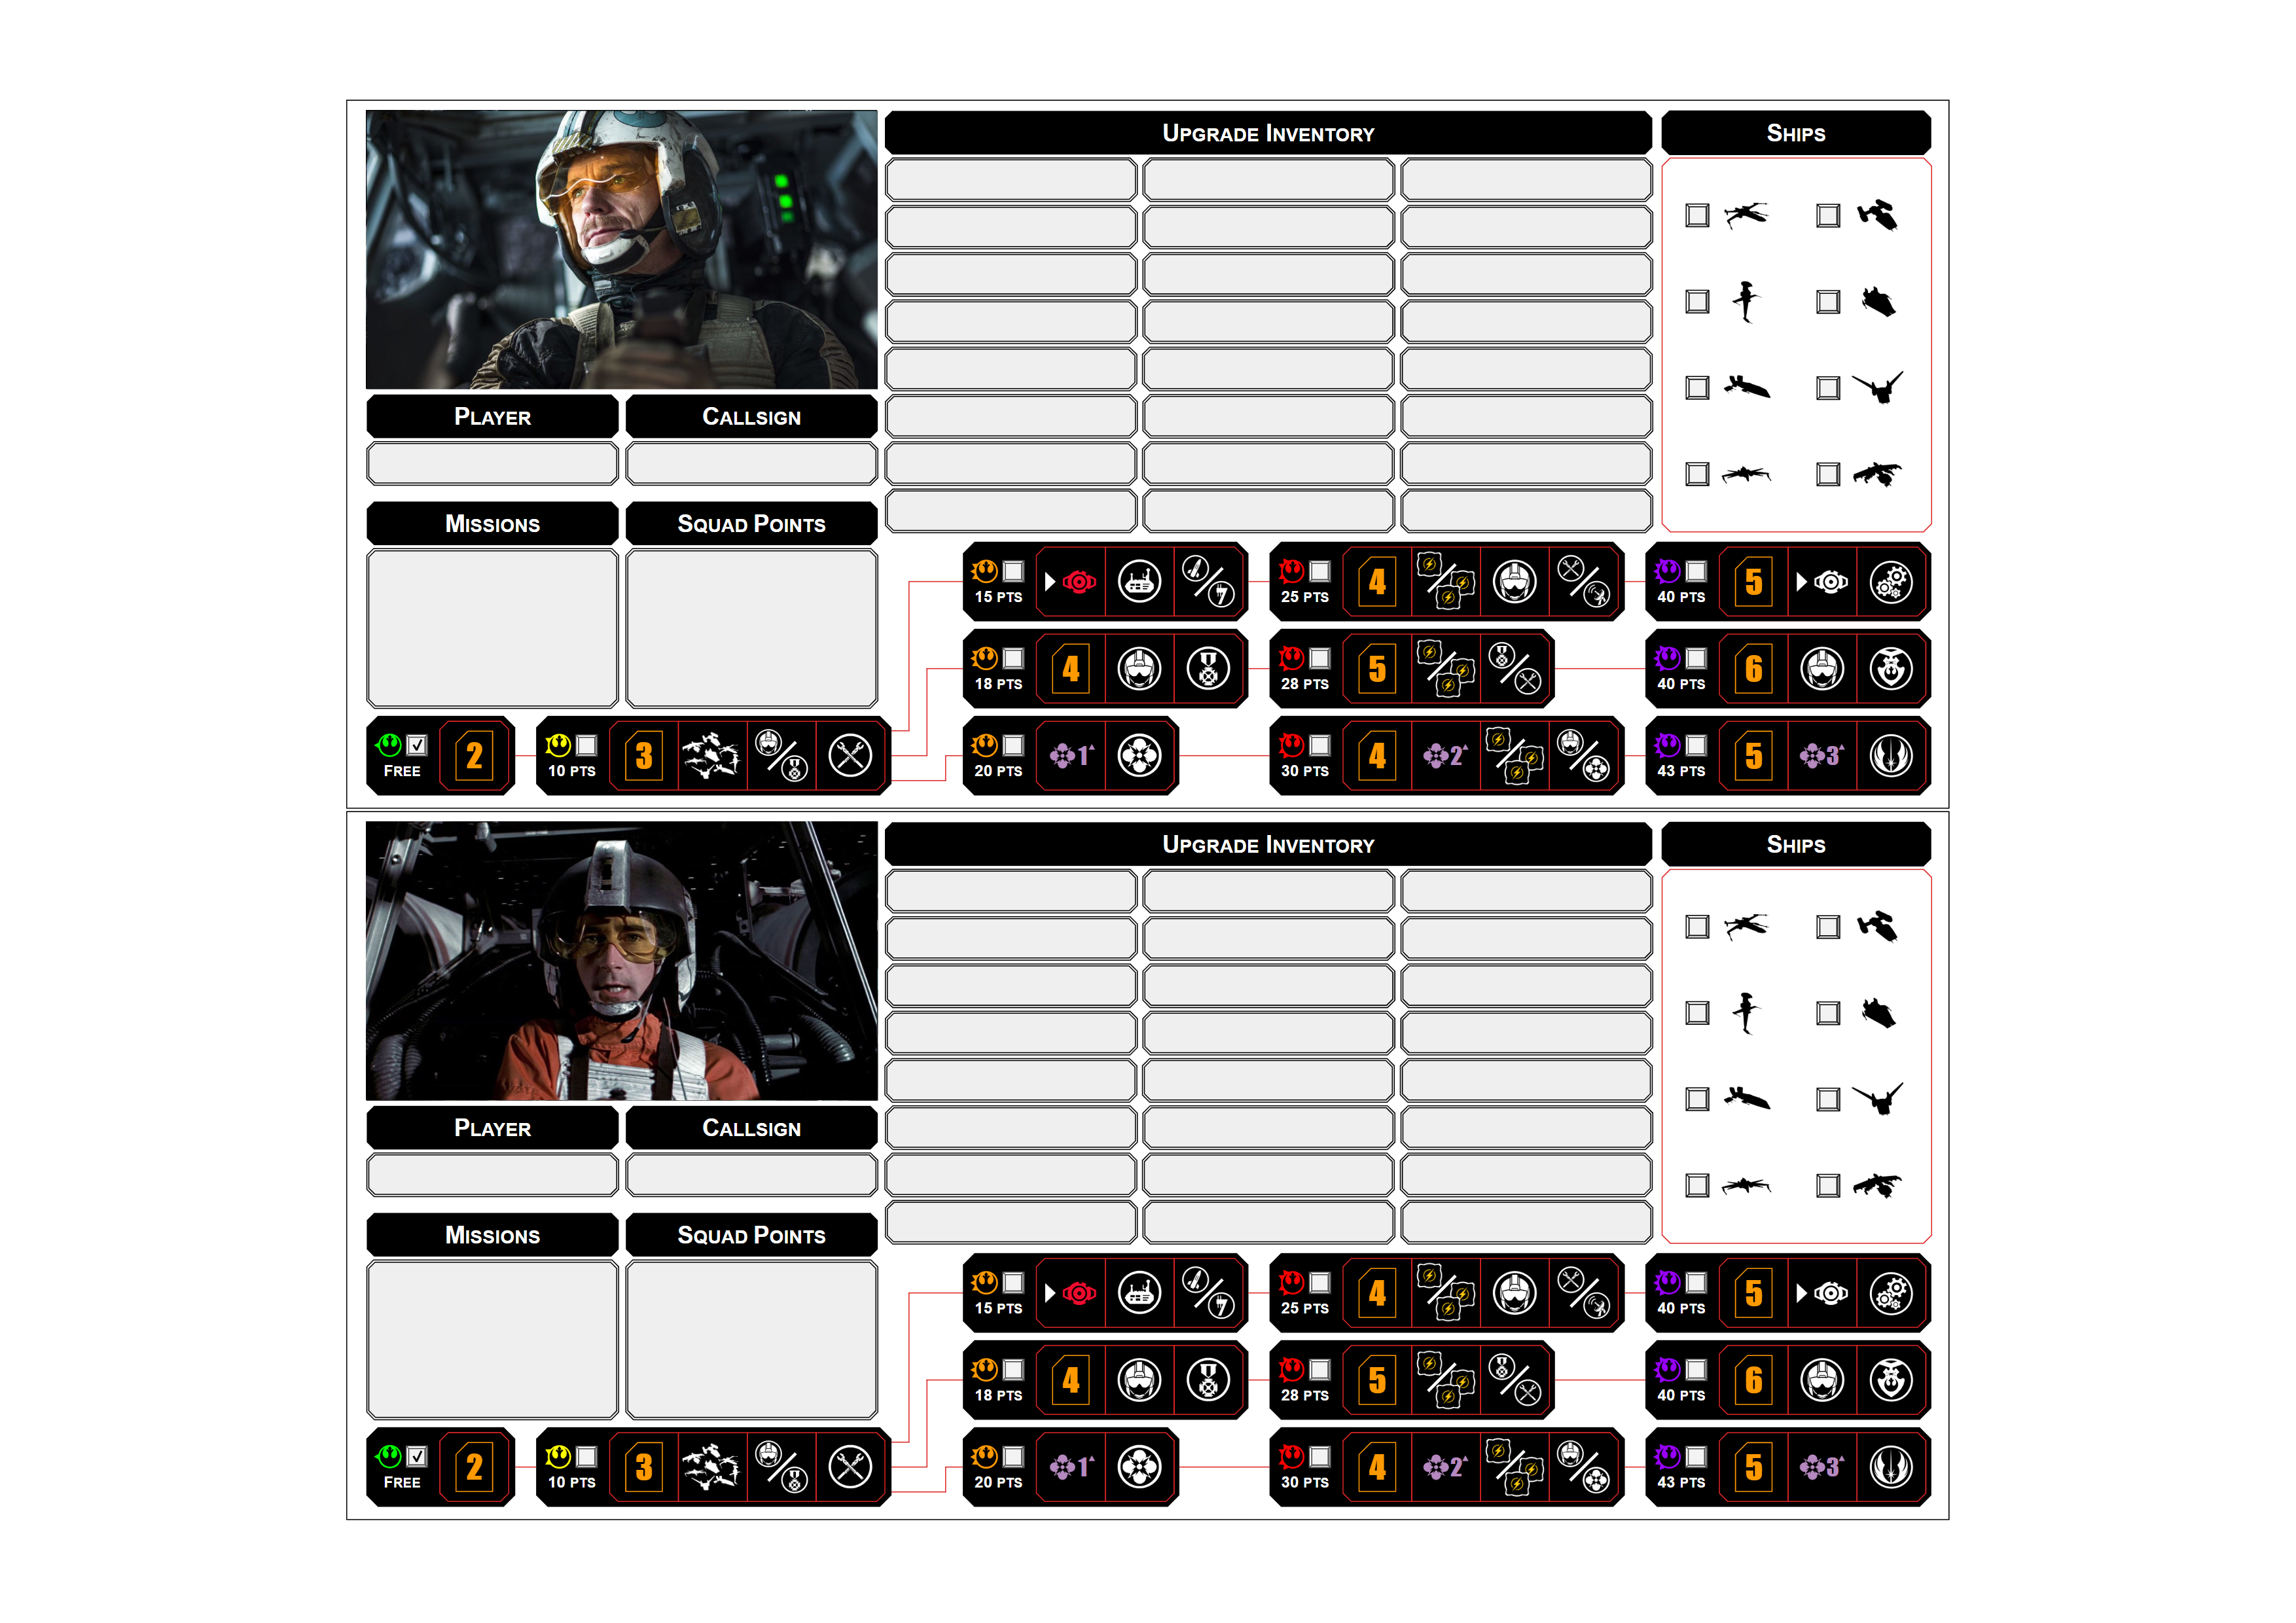 UPGRADE INVENTORY
SHIPS
PLAYER
CALLSIGN
MISSIONS
SQUAD POINTS
15 PTS
25 PTS
4
40 PTS
5
18 PTS
4
28 PTS
5
40 PTS
6
FREE
2
10 PTS
3
20 PTS
1
30 PTS
4
2
43 PTS
5
3
UPGRADE INVENTORY
SHIPS
PLAYER
CALLSIGN
MISSIONS
SQUAD POINTS
15 PTS
25 PTS
4
40 PTS
5
18 PTS
4
28 PTS
5
40 PTS
6
FREE
2
10 PTS
3
20 PTS
1
30 PTS
4
2
43 PTS
5
3